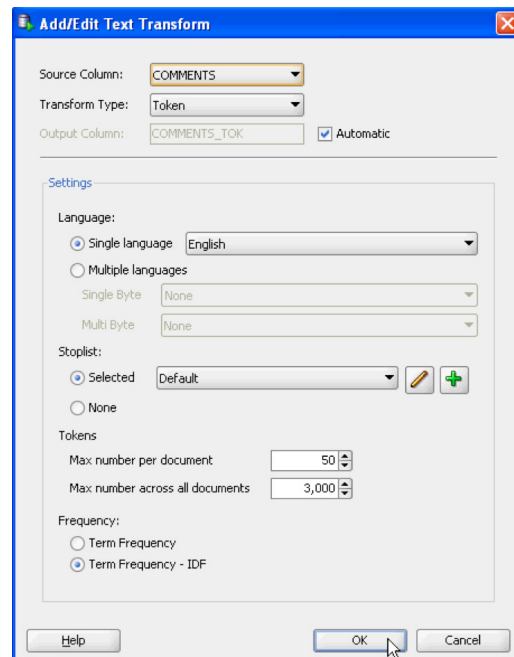 Add/Edit Text Transform
Source Column: COMMENTS
Transform Type: Token
Output Column: COMMENTS_TOK Automatic
Settings
Language:
Single language English
Multiple languages
Single Byte None
Multi Byte None
Stoplist:
Selected Default
None
Tokens
Max number per document 50
Max number across all documents 3,000
Frequency:
Term Frequency
Term Frequency - IDF
Help OK Cancel